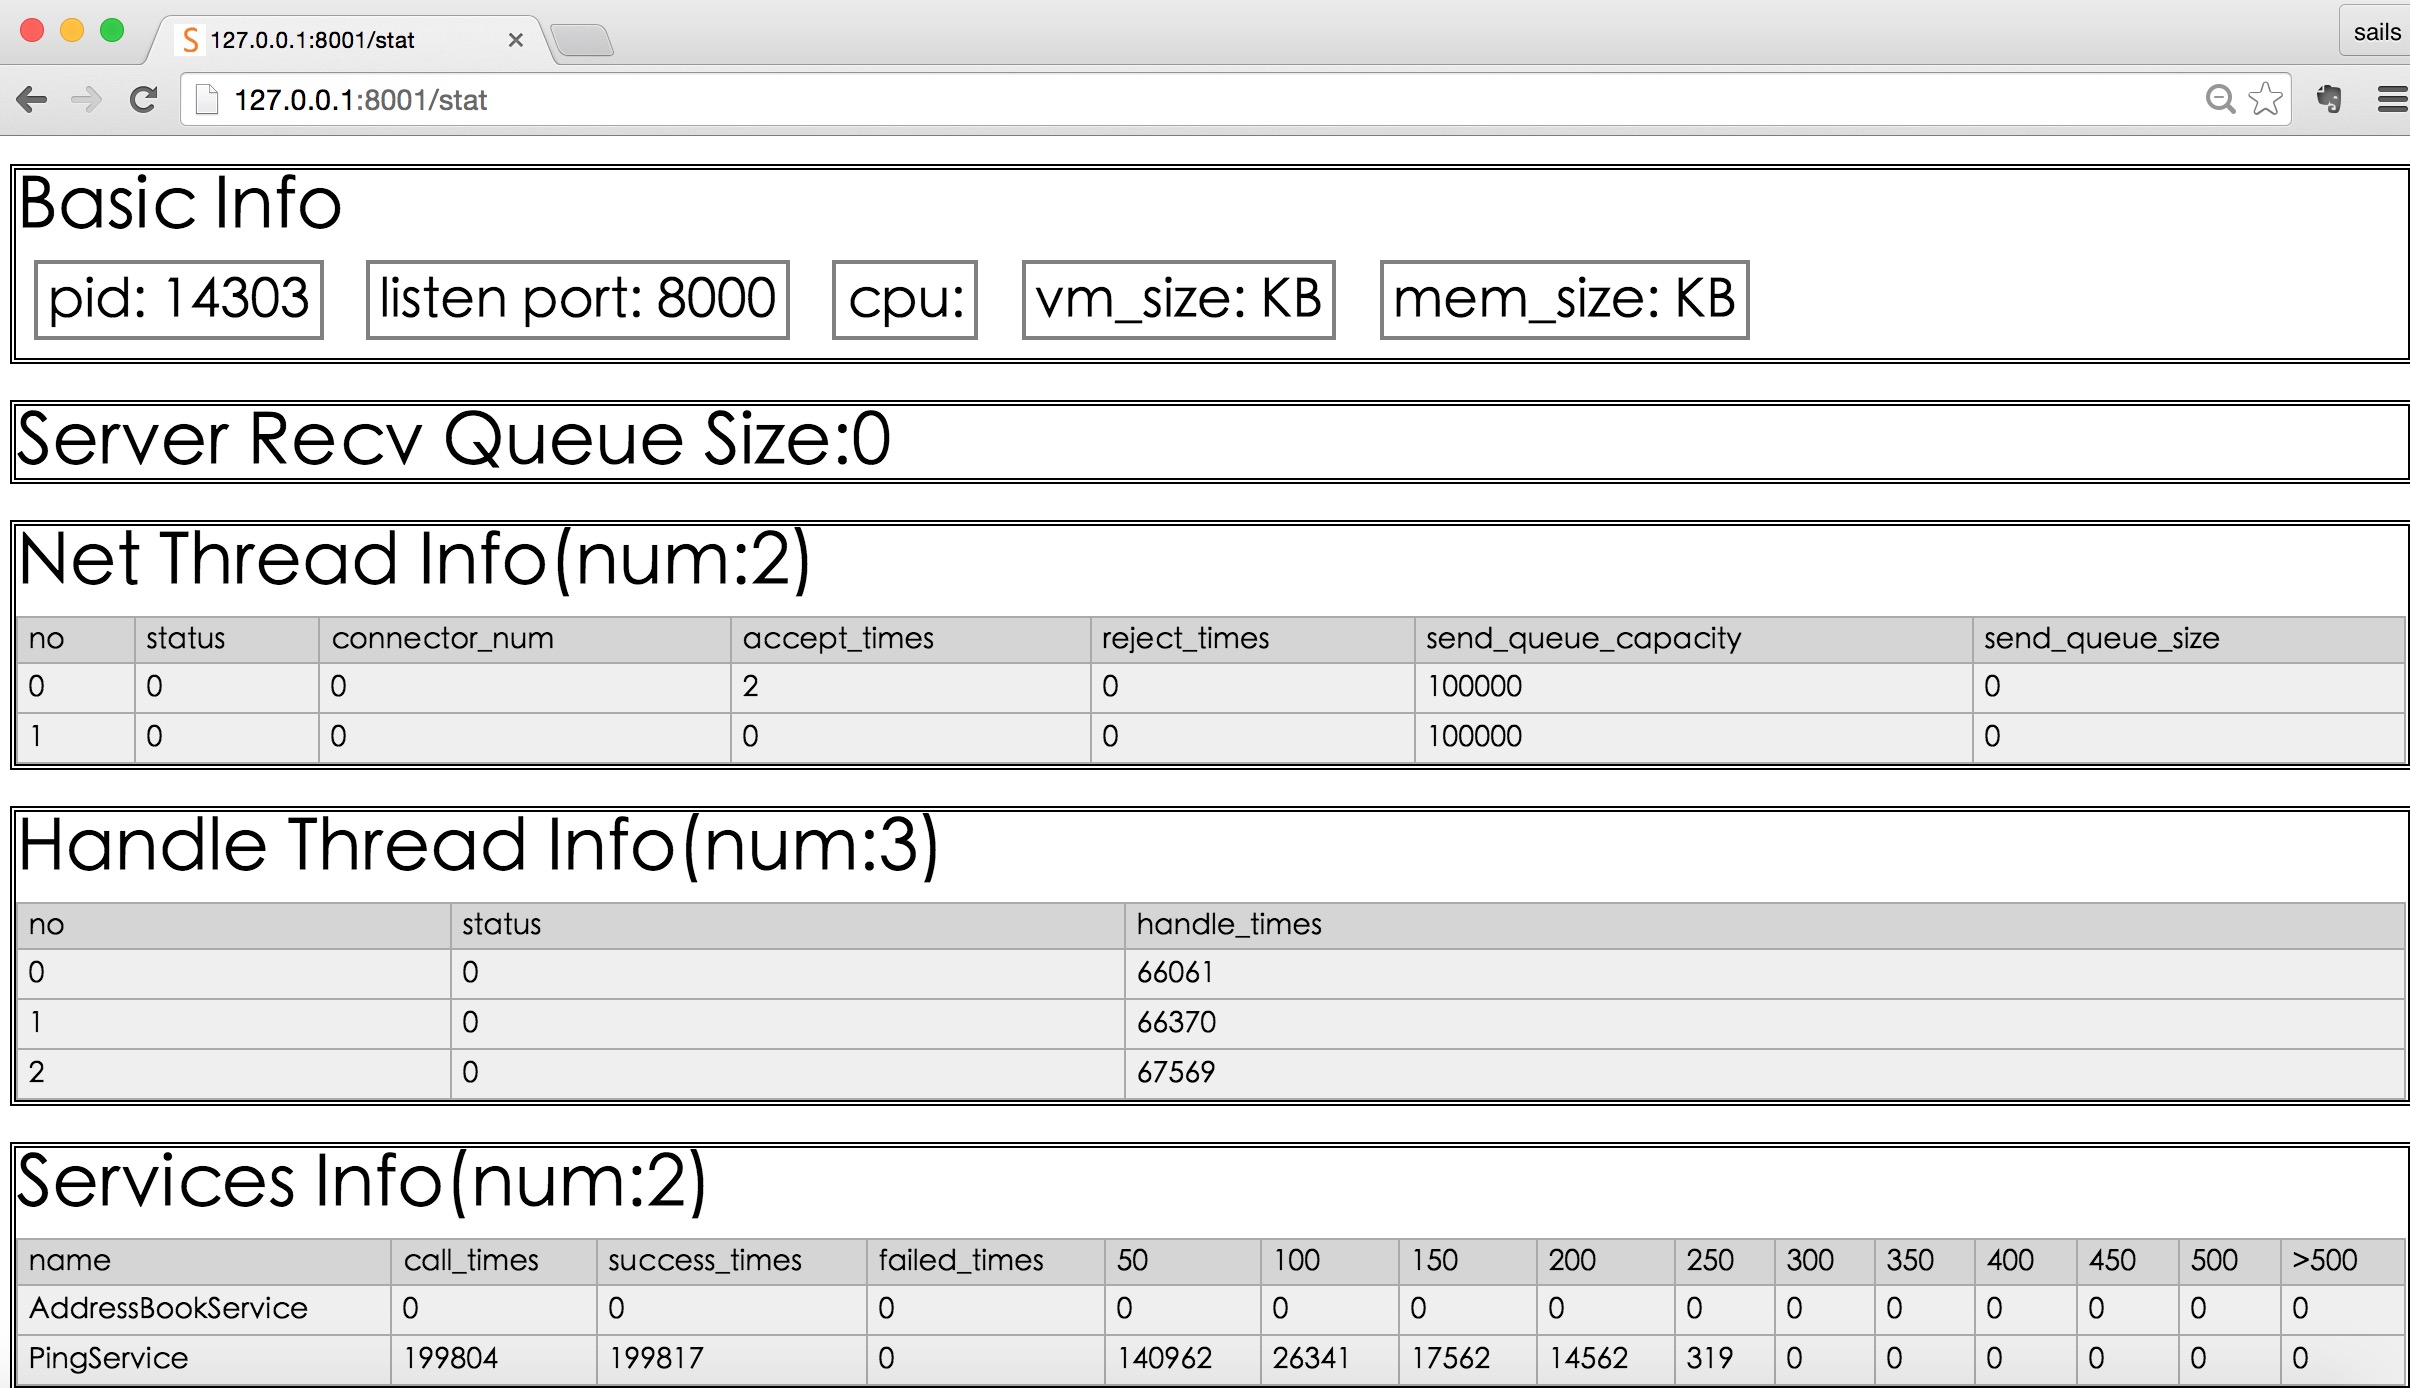 127.0.0.1:8001/stat
sails
127.0.0.1:8001/stat
Basic Info
pid: 14303 listen port: 8000 cpu: vm_size: KB mem_size: KB
Server Recv Queue Size:0
Net Thread Info(num:2)
no status connector_num accept_times reject_times send_queue_capacity send_queue_size
0 0 0 2 0 100000 0
1 0 0 0 0 100000 0
Handle Thread Info(num:3)
no status handle_times
0 0 66061
1 0 66370
2 0 67569
Services Info(num:2)
name call_times success_times failed_times 50 100 150 200 250 300 350 400 450 500 >500
AddressBookService 0 0 0 0 0 0 0 0 0 0 0 0 0 0
PingService 199804 199817 0 140962 26341 17562 14562 319 0 0 0 0 0 0